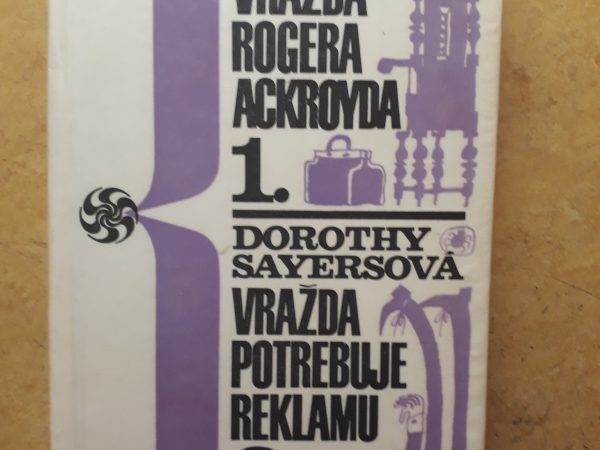 VRAŽDA
ROGERA
ACKROYDA
1.
DOROTHY
SAYERSOVÁ
VRAŽDA
POTREBUJE
REKLAMU